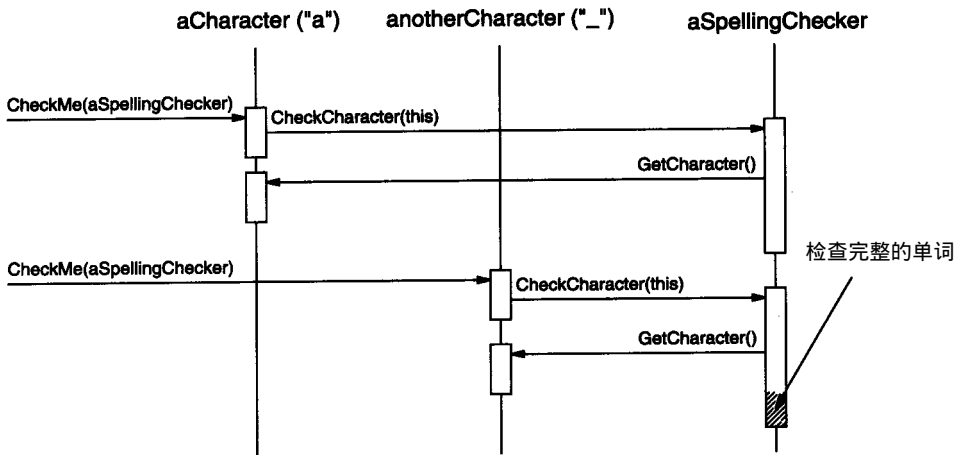 aCharacter ("a")
anotherCharacter ("_")
aSpellingChecker
CheckMe(aSpellingChecker)
CheckCharacter(this)
GetCharacter()
检查完整的单词
CheckMe(aSpellingChecker)
CheckCharacter(this)
GetCharacter()